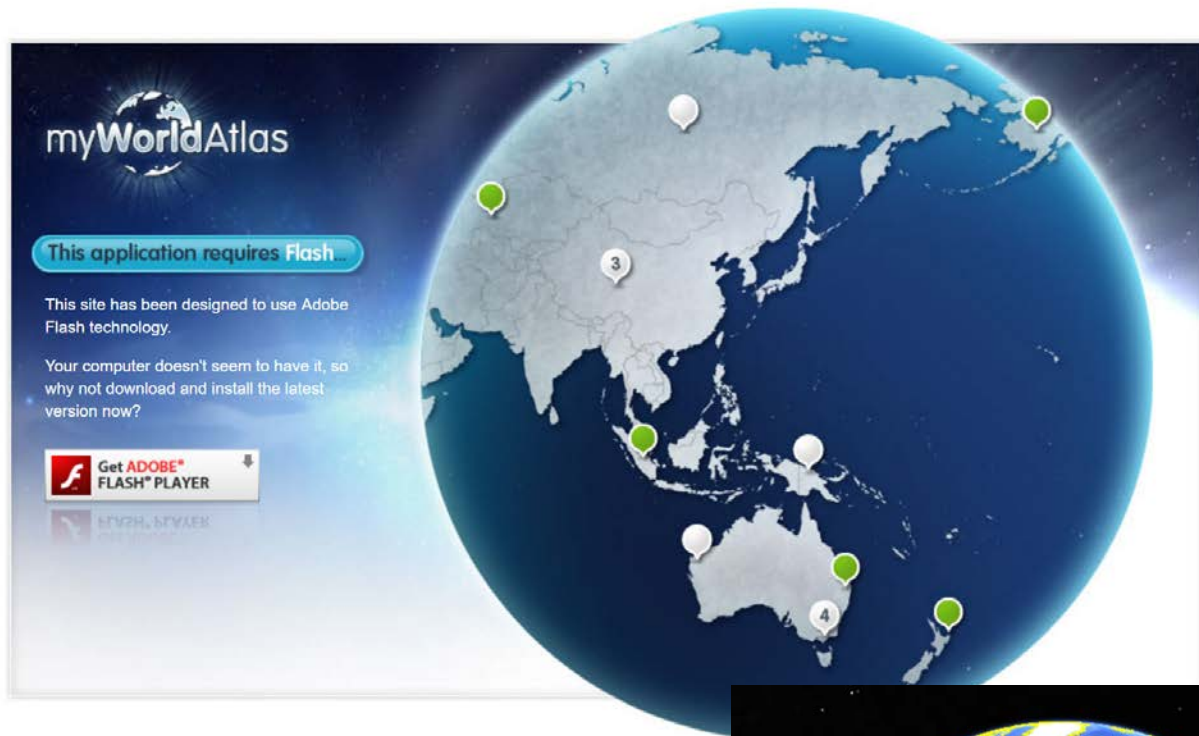 myWorldAtlas
This application requires Flash...
This site has been designed to use Adobe
Flash technology.
Your computer doesn't seem to have it, so
why not download and install the latest
version now?
Get ADOBE®
FLASH® PLAYER
3
4